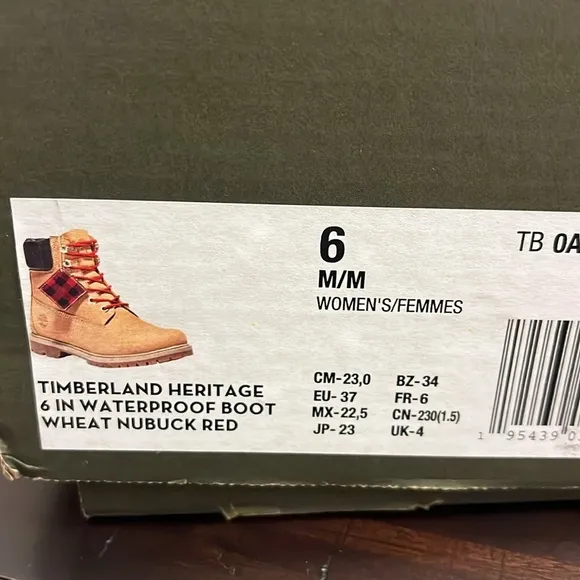 6
M/M
WOMEN'S/FEMMES
TB 0A
TIMBERLAND HERITAGE
6 IN WATERPROOF BOOT
WHEAT NUBUCK RED
CM-23,0 BZ-34
EU- 37 FR-6
MX-22,5 CN-230(1.5)
JP- 23 UK-4
1 95439 0